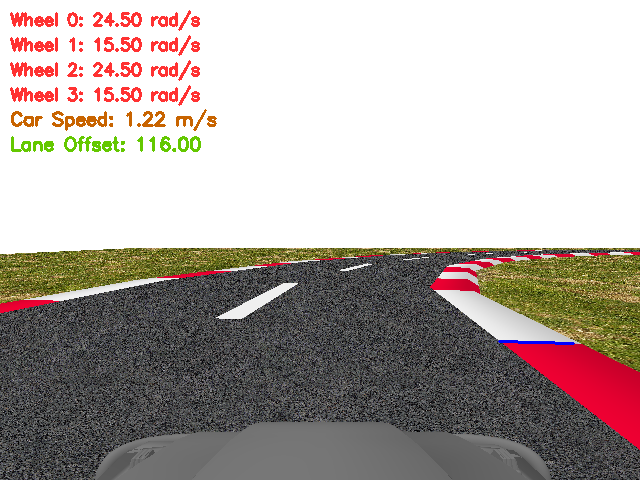 Wheel 0: 24.50 rad/s
Wheel 1: 15.50 rad/s
Wheel 2: 24.50 rad/s
Wheel 3: 15.50 rad/s
Car Speed: 1.22 m/s
Lane Offset: 116.00